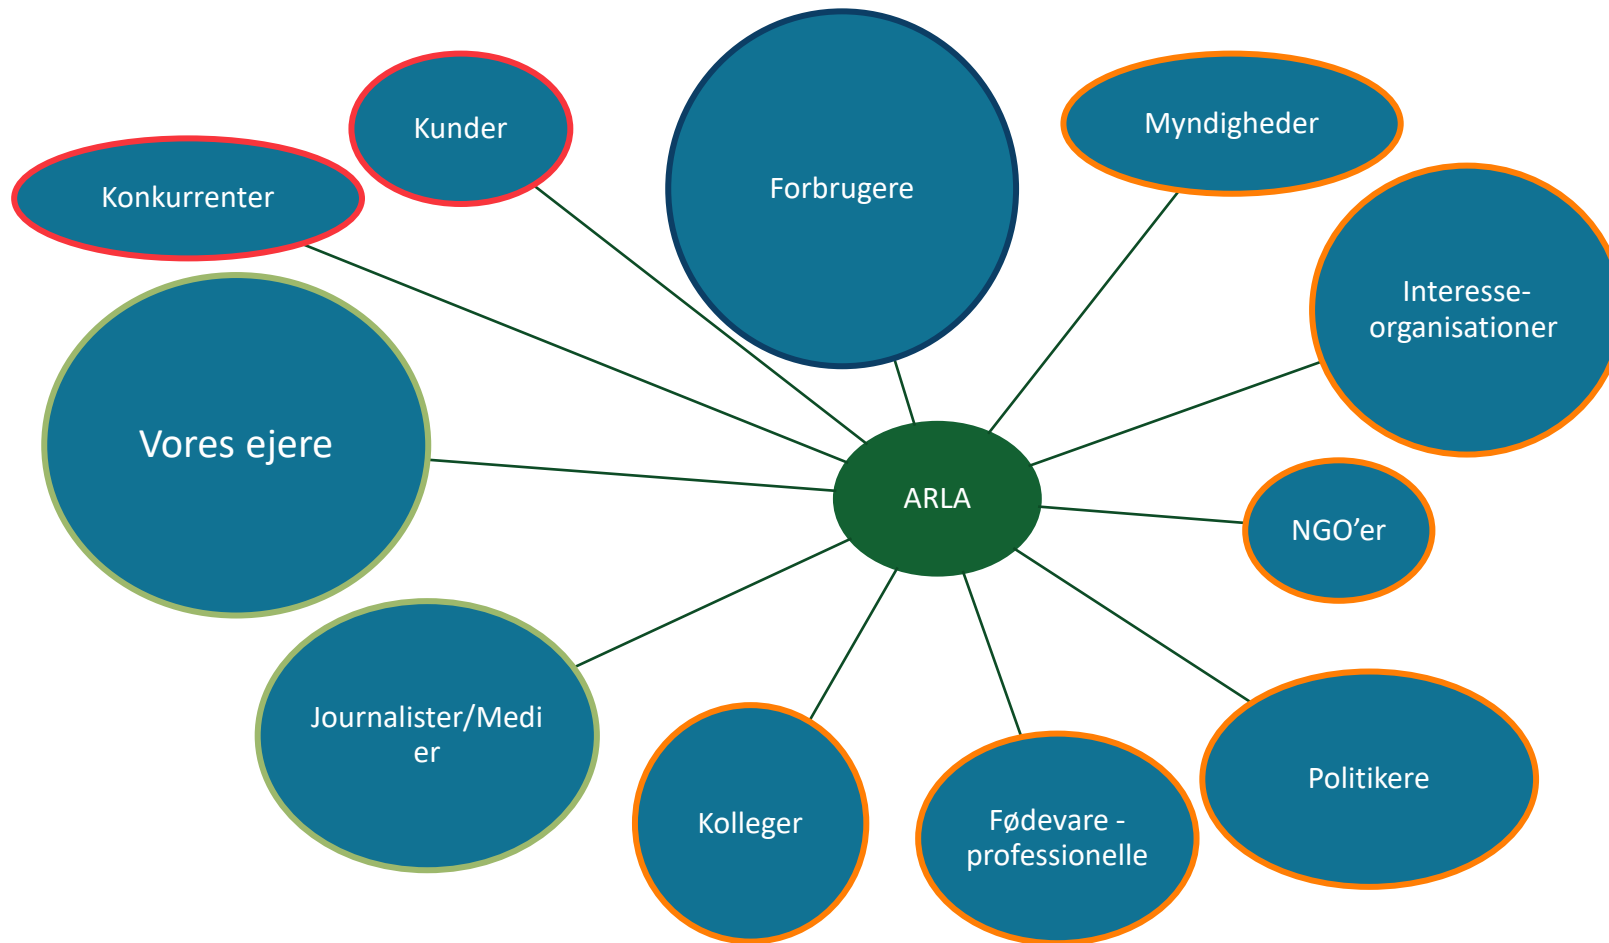 Kunder
Forbrugere
Myndigheder
Konkurrenter
Interesse-
organisationer
Vores ejere
ARLA
NGO’er
Journalister/Medi
er
Kolleger
Fødevare -
professionelle
Politikere